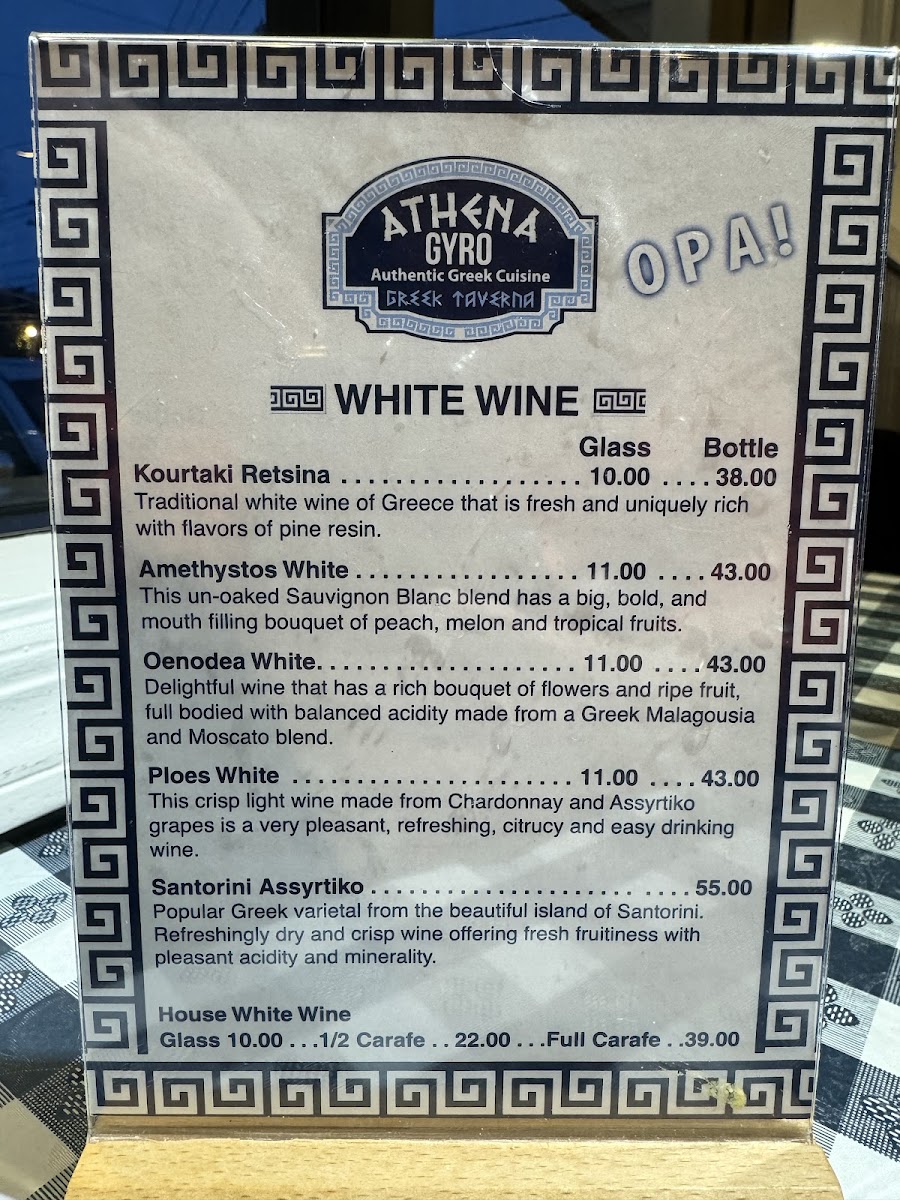 ATHENA
GYRO
Authentic Greek Cuisine
GREEK TAVERNA
OPA!
WHITE WINE
Glass Bottle
Kourtaki Retsina . . . . . . . . . . . . . . . . . . 10.00 . . . . 38.00
Traditional white wine of Greece that is fresh and uniquely rich
with flavors of pine resin.
Amethystos White . . . . . . . . . . . . . . . . . 11.00 . . . . 43.00
This un-oaked Sauvignon Blanc blend has a big, bold, and
mouth filling bouquet of peach, melon and tropical fruits.
Oenodea White. . . . . . . . . . . . . . . . . . . . 11.00 . . . . 43.00
Delightful wine that has a rich bouquet of flowers and ripe fruit,
full bodied with balanced acidity made from a Greek Malagousia
and Moscato blend.
Ploes White . . . . . . . . . . . . . . . . . . . . . . 11.00 . . . . 43.00
This crisp light wine made from Chardonnay and Assyrtiko
grapes is a very pleasant, refreshing, citrucy and easy drinking
wine.
Santorini Assyrtiko . . . . . . . . . . . . . . . . . . . . . . . . . 55.00
Popular Greek varietal from the beautiful island of Santorini.
Refreshingly dry and crisp wine offering fresh fruitiness with
pleasant acidity and minerality.
House White Wine
Glass 10.00 . . .1/2 Carafe . . 22.00 . . .Full Carafe . .39.00